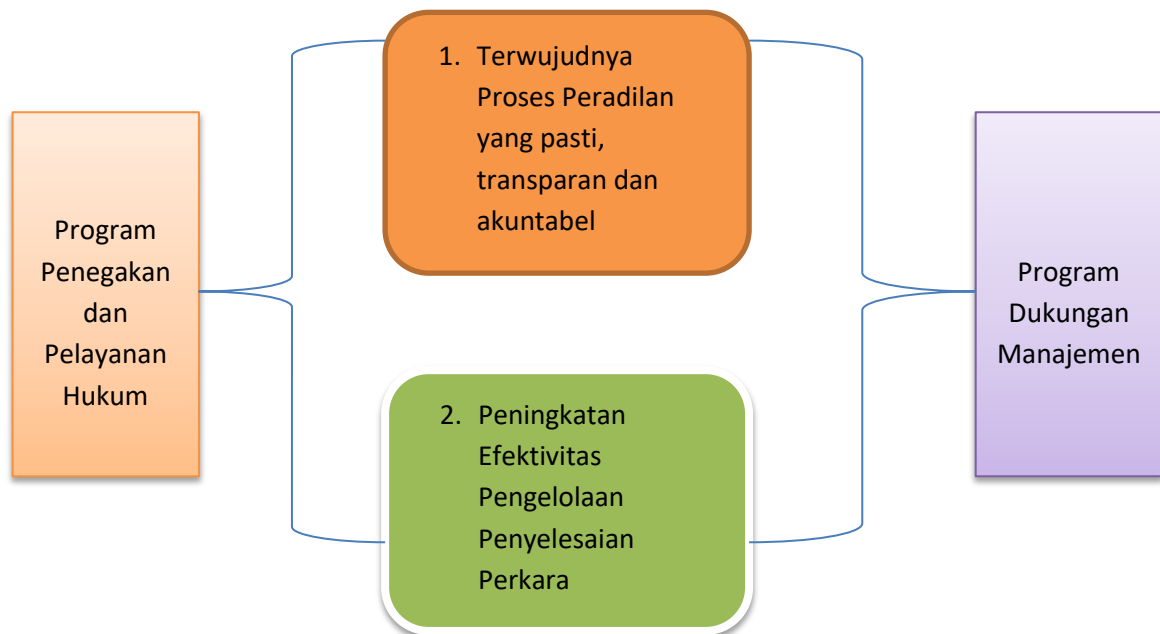 Program
Penegakan
dan
Pelayanan
Hukum
1. Terwujudnya
Proses Peradilan
yang pasti,
transparan dan
akuntabel
2. Peningkatan
Efektivitas
Pengelolaan
Penyelesaian
Perkara
Program
Dukungan
Manajemen